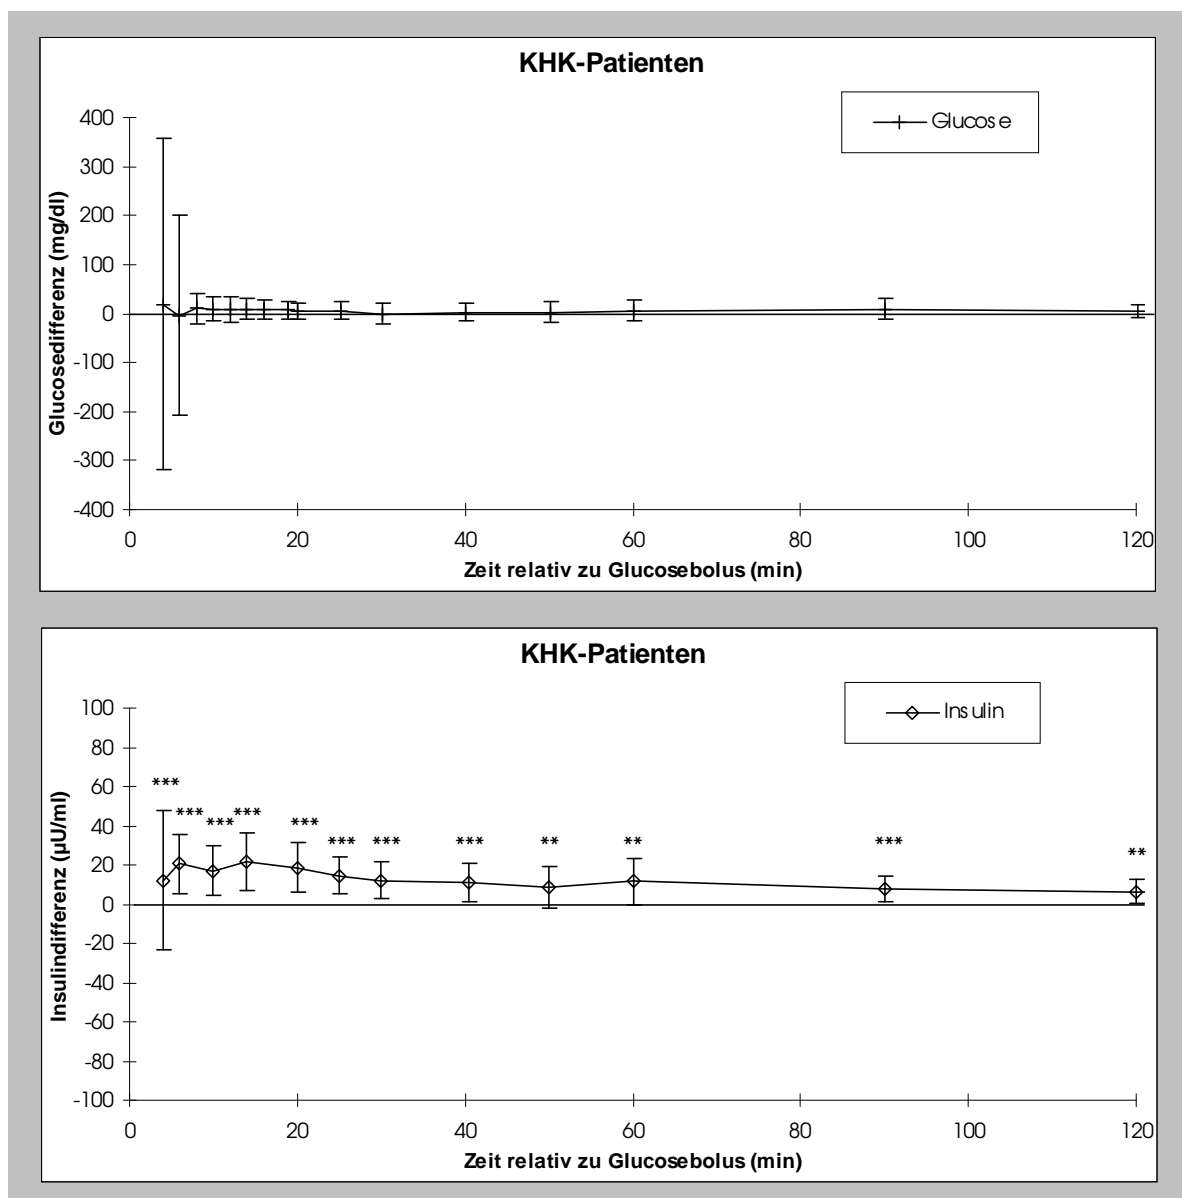 KHK-Patienten
Glucose
Glucosedifferenz (mg/dl)
400
300
200
100
0
-100
-200
-300
-400
0 20 40 60 80 100 120
Zeit relativ zu Glucosebolus (min)
KHK-Patienten
Insulin
Insulindifferenz (µU/ml)
100
80
60
40
20
0
-20
-40
-60
-80
-100
*** *** *** *** *** *** *** *** ** ** *** **
0 20 40 60 80 100 120
Zeit relativ zu Glucosebolus (min)